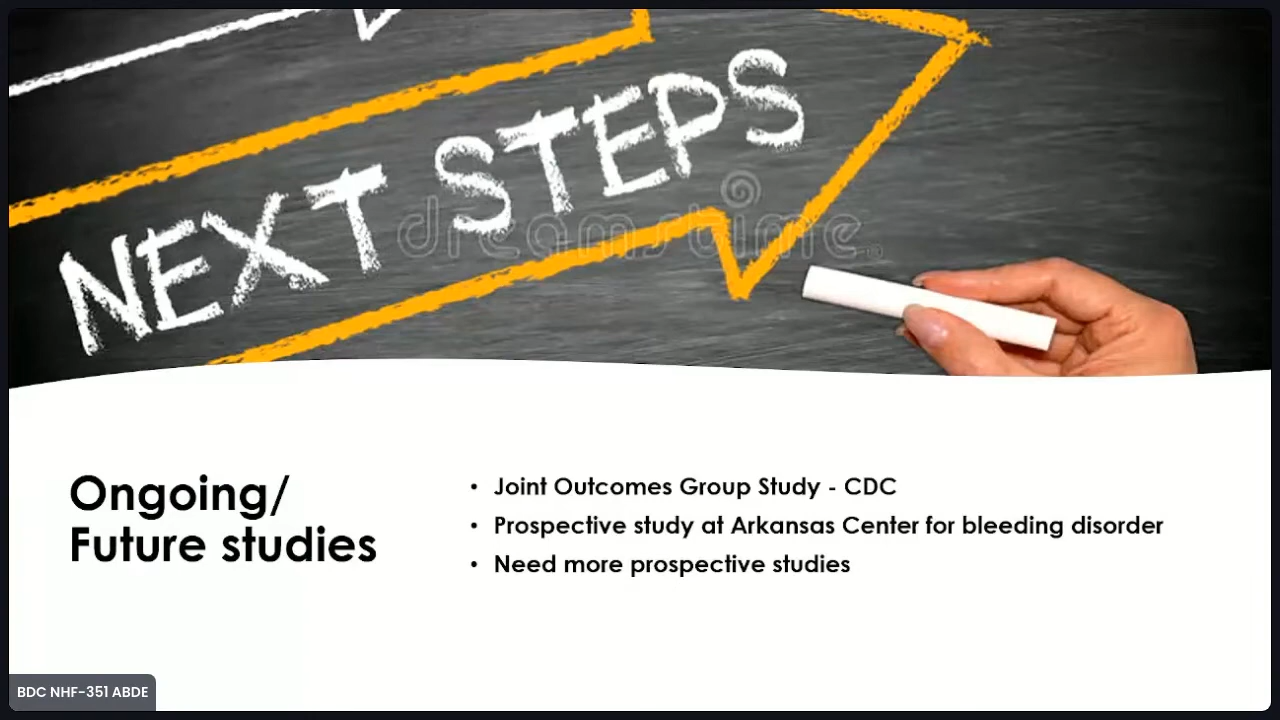 NEXT STEPS
dreamstime
Ongoing/
Future studies
• Joint Outcomes Group Study - CDC
• Prospective study at Arkansas Center for bleeding disorder
• Need more prospective studies
BDC NHF-351 ABDE